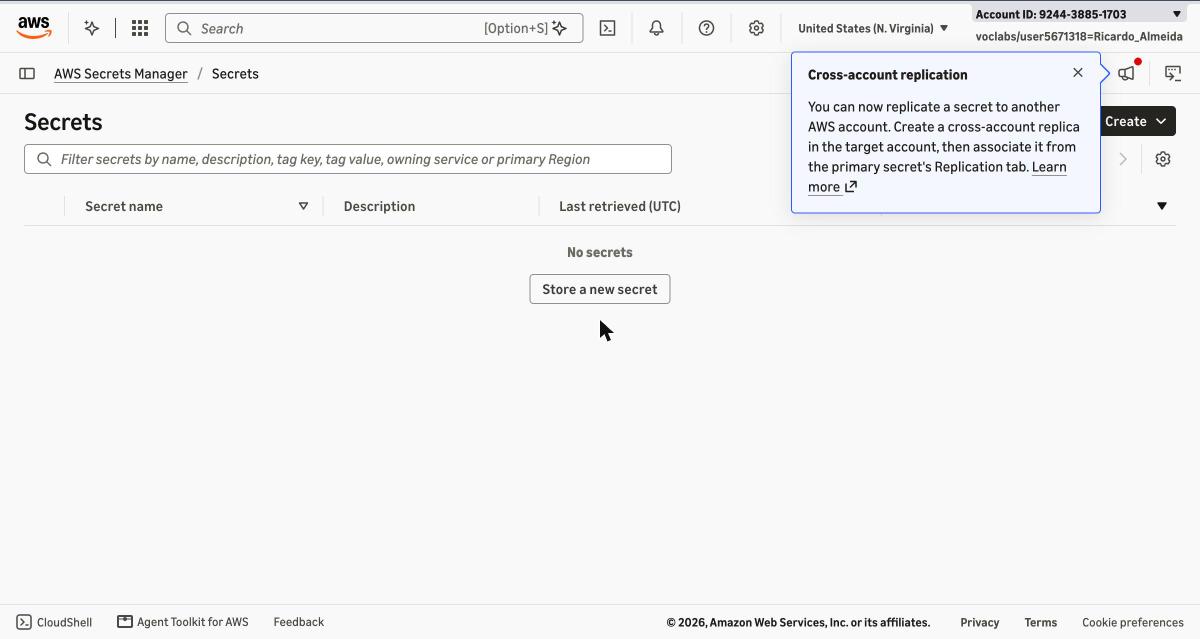 aws
Search
[Option+S]
United States (N. Virginia)
Account ID: 9244-3885-1703
voclabs/user5671318=Ricardo_Almeida
AWS Secrets Manager / Secrets
Cross-account replication
You can now replicate a secret to another
AWS account. Create a cross-account replica
in the target account, then associate it from
the primary secret's Replication tab. Learn
more
Secrets
Create
Filter secrets by name, description, tag key, tag value, owning service or primary Region
Secret name
Description
Last retrieved (UTC)
No secrets
Store a new secret
CloudShell
Agent Toolkit for AWS
Feedback
© 2026, Amazon Web Services, Inc. or its affiliates.
Privacy
Terms
Cookie preferences